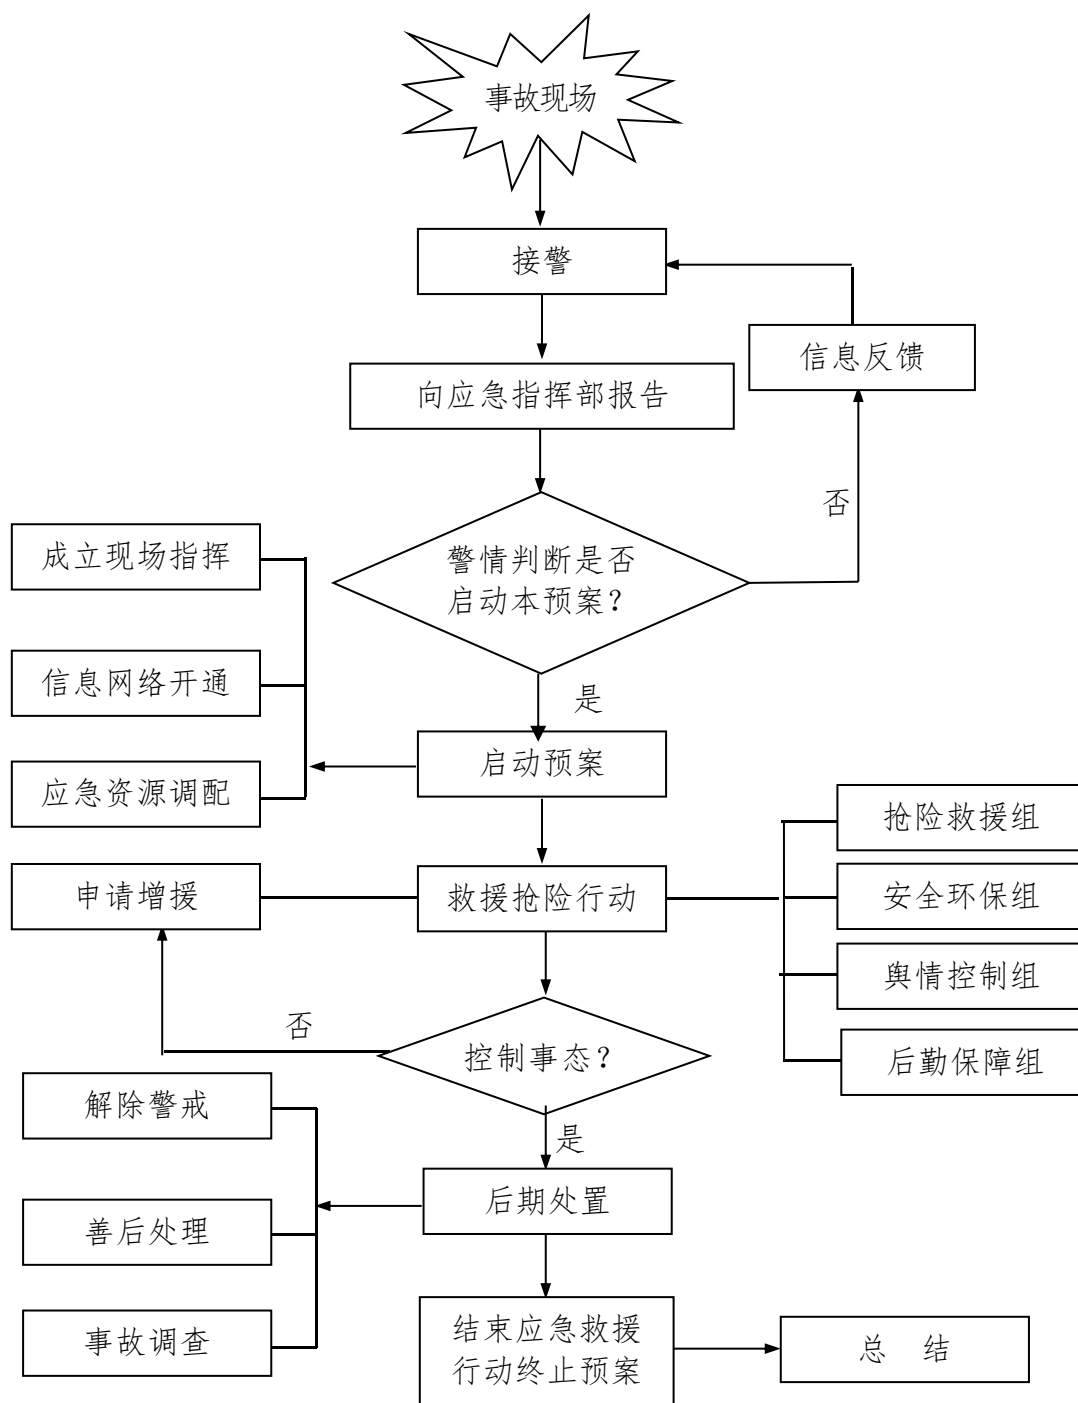 事故现场
接警
信息反馈
向应急指挥部报告
否
成立现场指挥
警情判断是否
启动本预案？
信息网络开通
是
启动预案
应急资源调配
抢险救援组
申请增援
救援抢险行动
安全环保组
舆情控制组
否
控制事态？
后勤保障组
解除警戒
是
后期处置
善后处理
事故调查
结束应急救援
行动终止预案
总　结